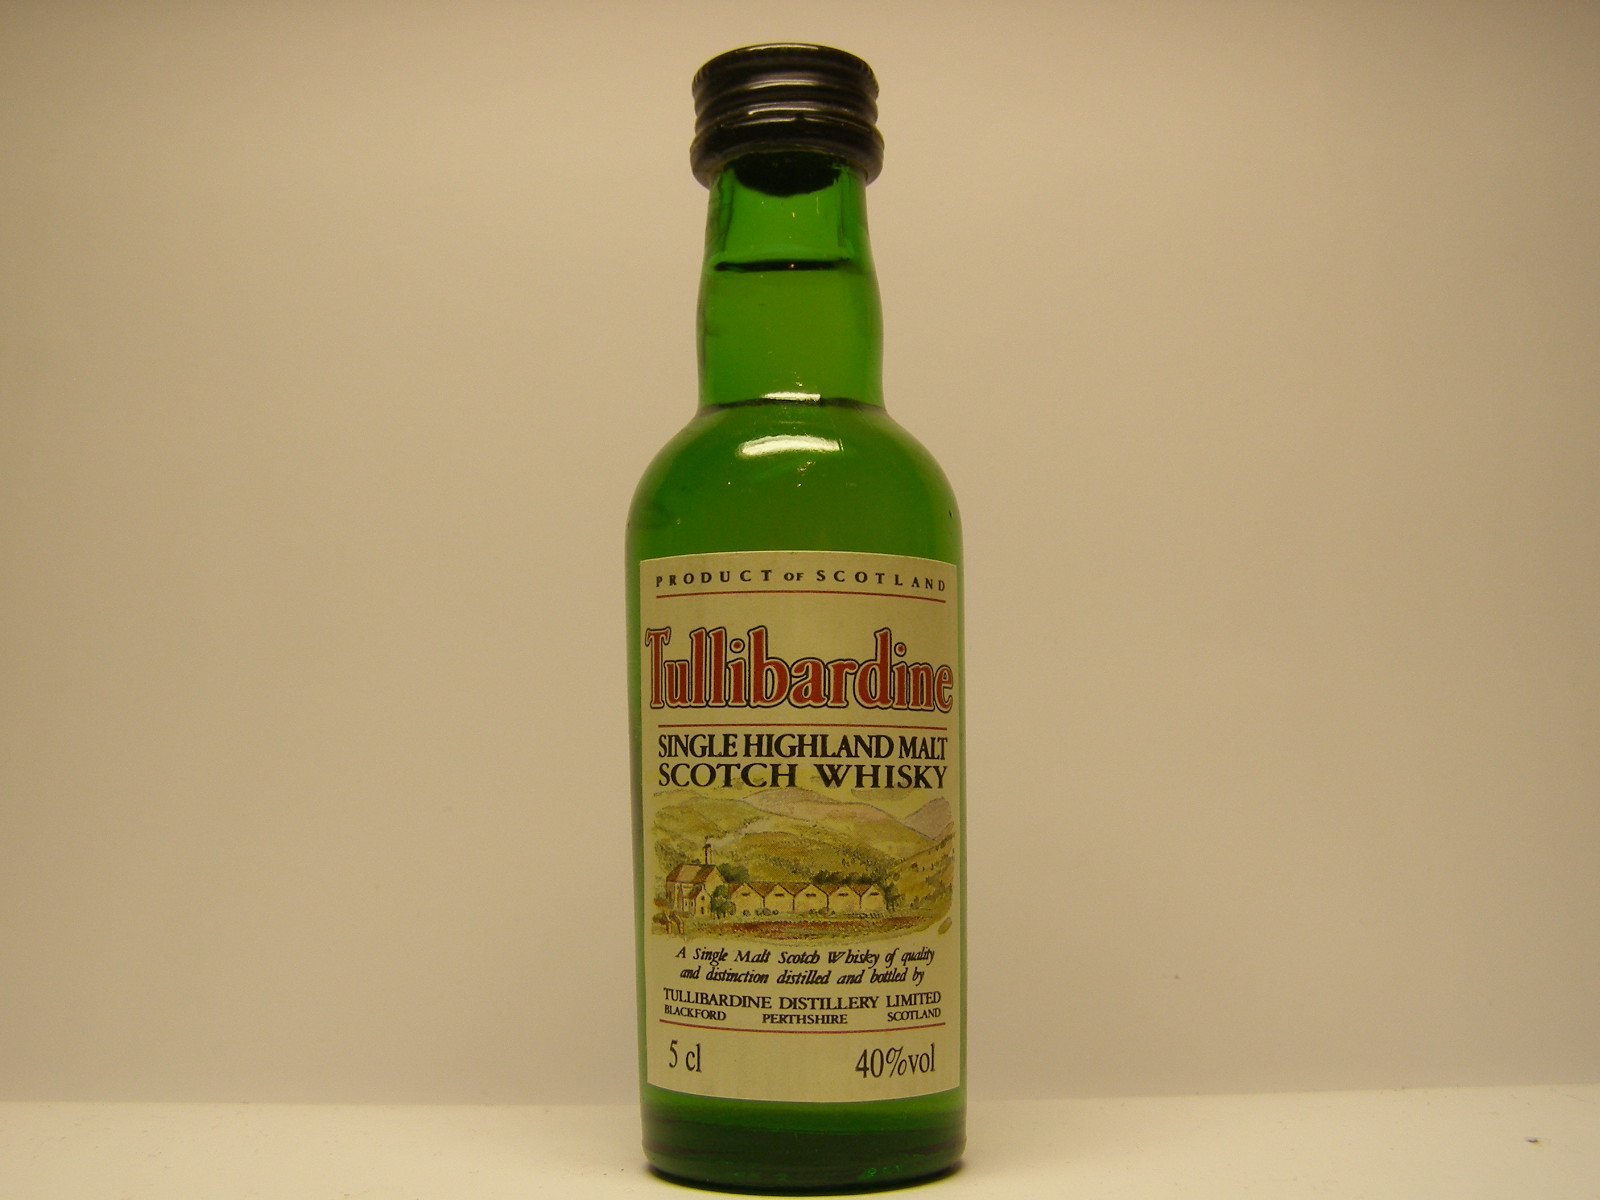 PRODUCT OF SCOTLAND
Tullibardine
SINGLE HIGHLAND MALT
SCOTCH WHISKY
A Single Malt Scotch Whisky of quality
and distinction distilled and bottled by
TULLIBARDINE DISTILLERY LIMITED
BLACKFORD PERTHSHIRE SCOTLAND
5 cl 40%vol